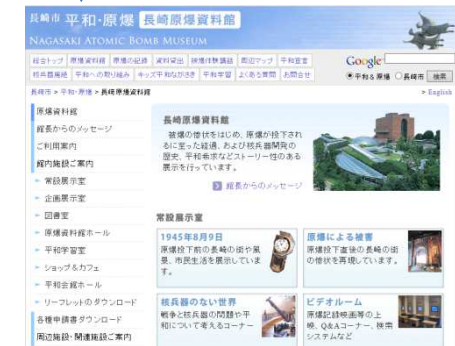 長崎市 平和・原爆 長崎原爆資料館
NAGASAKI ATOMIC BOMB MUSEUM
総合トップ 原爆資料館 原爆の記録 資料貸出 被爆体験講話 周辺マップ 平和宣言
核兵器廃絶 平和への取り組み キッズ平和ながさき 平和学習 よくある質問 お問合せ
Google
平和&原爆 長崎市 検索
長崎市 > 平和・原爆 > 長崎原爆資料館
> English
原爆資料館
館長からのメッセージ
ご利用案内
館内施設ご案内
常設展示室
企画展示室
図書室
原爆資料館ホール
平和学習室
ショップ&カフェ
平和会館ホール
リーフレットのダウンロード
各種申請書ダウンロード
周辺施設・関連施設ご案内
長崎原爆資料館
被爆の惨状をはじめ、原爆が投下され
るに至った経過、および核兵器開発の
歴史、平和希求などストーリー性のある
展示を行っています。
館長からのメッセージ
常設展示室
1945年8月9日
原爆投下前の長崎の街や風
景、市民生活を展示していま
す。
原爆による被害
原爆投下直後の長崎の街
の惨状を再現しています。
核兵器のない世界
戦争と核兵器の問題や平
和について考えるコーナー
ビデオルーム
原爆記録映画等の上
映、Q&Aコーナー、検索
システムなど